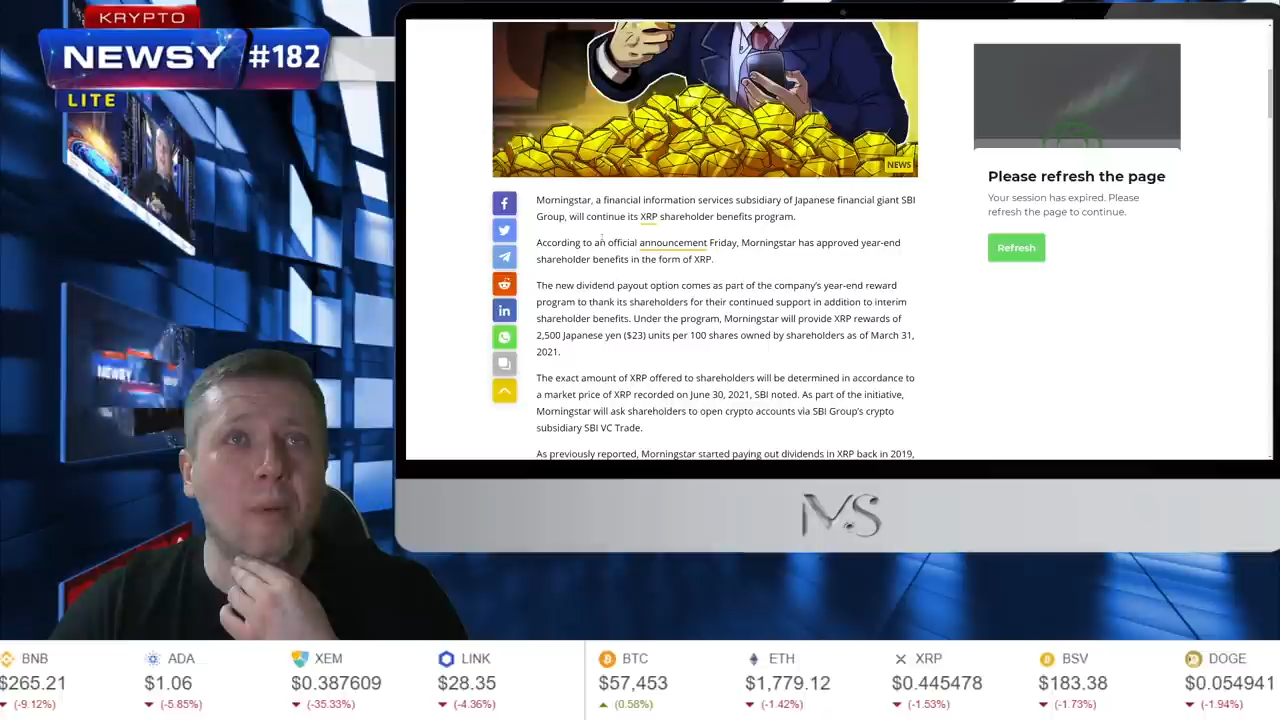 KRYPTO
NEWSY #182
LITE
NEWS
Morningstar, a financial information services subsidiary of Japanese financial giant SBI
Group, will continue its XRP shareholder benefits program.
According to an official announcement Friday, Morningstar has approved year-end
shareholder benefits in the form of XRP.
The new dividend payout option comes as part of the company's year-end reward
program to thank its shareholders for their continued support in addition to interim
shareholder benefits. Under the program, Morningstar will provide XRP rewards of
2,500 Japanese yen ($23) units per 100 shares owned by shareholders as of March 31,
2021.
The exact amount of XRP offered to shareholders will be determined in accordance to
a market price of XRP recorded on June 30, 2021, SBI noted. As part of the initiative,
Morningstar will ask shareholders to open crypto accounts via SBI Group's crypto
subsidiary SBI VC Trade.
As previously reported, Morningstar started paying out dividends in XRP back in 2019,
Please refresh the page
Your session has expired. Please
refresh the page to continue.
Refresh
MS
NEWSY
BNB
$265.21
(-9.12%)
ADA
$1.06
(-5.85%)
XEM
$0.387609
(-35.33%)
LINK
$28.35
(-4.36%)
BTC
$57,453
(0.58%)
ETH
$1,779.12
(-1.42%)
XRP
$0.445478
(-1.53%)
BSV
$183.38
(-1.73%)
DOGE
$0.054941
(-1.94%)